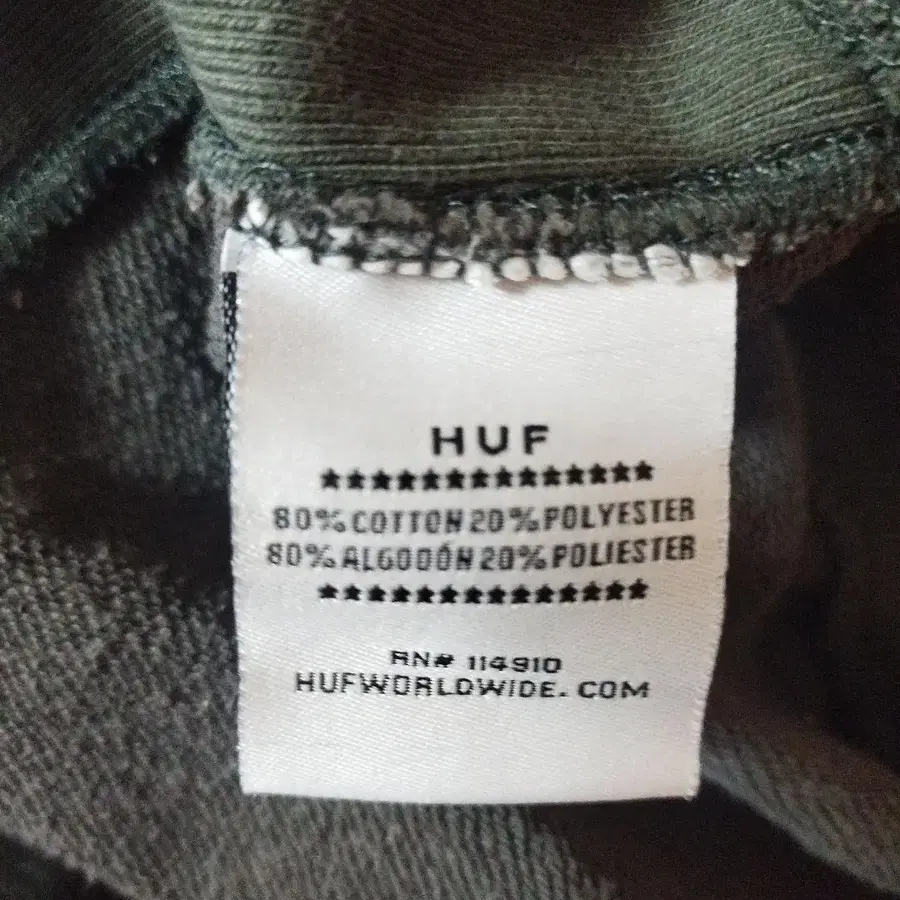 HUF
★★★★★★★★★★★★★★
80% COTTON 20% POLYESTER
80% ALGODÓN 20% POLIESTER
★★★★★★★★★★★★★★
RN# 114910
HUFWORLDWIDE.COM